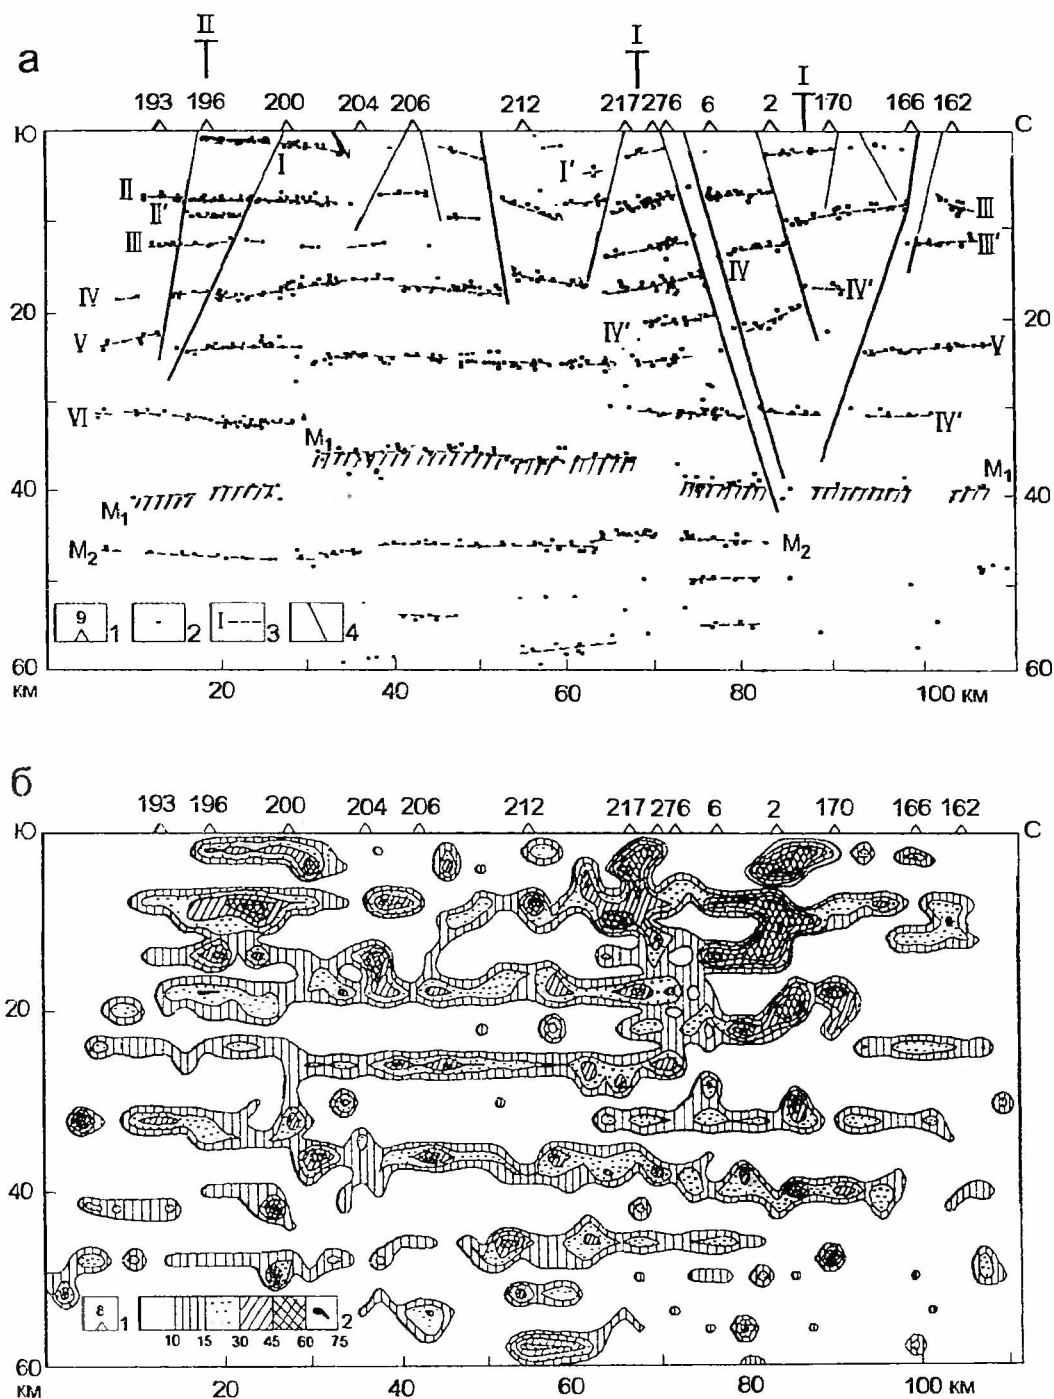 а
II I I
193 196 200 204 206 212 217 276 6 2 170 166 162
Ю С
I I'
II
II' III
III III'
IV IV IV'
20 20
V IV' V
VI IV'
M₁ M₁
40 40
M₁
M₂ M₂
9 1 2 I 3 4
60 60
км 20 40 60 80 100 км
б
193 196 200 204 206 212 217 276 6 2 170 166 162
Ю С
20
40
8 1 2
10 15 30 45 60 75
60
км 20 40 60 80 100 км